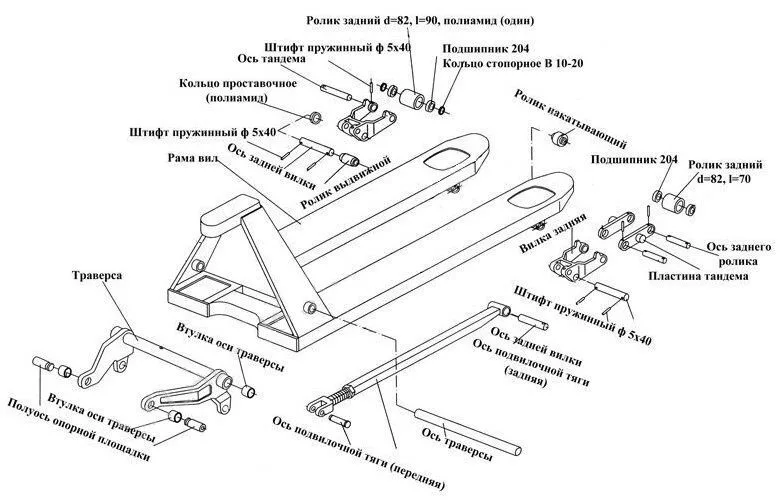 Ролик задний d=82, l=90, полиамид (один)
Штифт пружинный ф 5x40
Ось тандема
Подшипник 204
Кольцо стопорное В 10-20
Кольцо проставочное
(полиамид)
Штифт пружинный ф 5x40
Ось задней вилки
Рама вил
Ролик выдвижной
Ролик накатывающий
Подшипник 204
Ролик задний
d=82, l=70
Вилка задняя
Ось заднего
ролика
Пластина тандема
Штифт пружинный ф 5x40
Траверса
Втулка оси траверсы
Ось задней вилки
Ось подвилочной тяги
(задняя)
Втулка оси траверсы
Полуось опорной площадки
Ось подвилочной тяги (передняя)
Ось траверсы